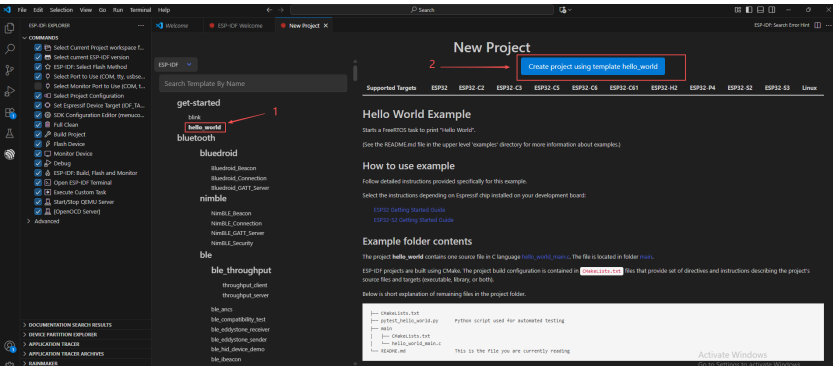 File Edit Selection View Go Run Terminal Help
Search
ESP-IDF: EXPLORER
Welcome
ESP-IDF Welcome
New Project
ESP-IDF: Search Error Hint
COMMANDS
Select Current Project workspace f...
Select current ESP-IDF version
ESP-IDF: Select Flash Method
Select Port to Use (COM, tty, usbse...
Select Monitor Port to Use (COM, t...
Select Project Configuration
Set Espressif Device Target (IDF_TA...
SDK Configuration Editor (menuco...
Full Clean
Build Project
Flash Device
Monitor Device
Debug
ESP-IDF: Build, Flash and Monitor
Open ESP-IDF Terminal
Execute Custom Task
Start/Stop QEMU Server
[OpenOCD Server]
Advanced
DOCUMENTATION SEARCH RESULTS
DEVICE PARTITION EXPLORER
APPLICATION TRACER
APPLICATION TRACER ARCHIVES
RAINMAKER
ESP-IDF
Search Template By Name
get-started
blink
hello_world
1
bluetooth
bluedroid
Bluedroid_Beacon
Bluedroid_Connection
Bluedroid_GATT_Server
nimble
NimBLE_Beacon
NimBLE_Connection
NimBLE_GATT_Server
NimBLE_Security
ble
ble_throughput
throughput_client
throughput_server
ble_ancs
ble_compatibility_test
ble_eddystone_receiver
ble_eddystone_sender
ble_hid_device_demo
ble_ibeacon
New Project
2
Create project using template hello_world
Supported Targets ESP32 ESP32-C2 ESP32-C3 ESP32-C5 ESP32-C6 ESP32-C61 ESP32-H2 ESP32-P4 ESP32-S2 ESP32-S3 Linux
Hello World Example
Starts a FreeRTOS task to print "Hello World".
(See the README.md file in the upper level 'examples' directory for more information about examples.)
How to use example
Follow detailed instructions provided specifically for this example.
Select the instructions depending on Espressif chip installed on your development board:
ESP32 Getting Started Guide
ESP32-S2 Getting Started Guide
Example folder contents
The project hello_world contains one source file in C language hello_world_main.c. The file is located in folder main.
ESP-IDF projects are built using CMake. The project build configuration is contained in CMakeLists.txt files that provide set of directives and instructions describing the project's
source files and targets (executable, library, or both).
Below is short explanation of remaining files in the project folder.
├── CMakeLists.txt
├── pytest_hello_world.py Python script used for automated testing
├── main
│ ├── CMakeLists.txt
│ └── hello_world_main.c
└── README.md This is the file you are currently reading
Activate Windows
Go to Settings to activate Windows.